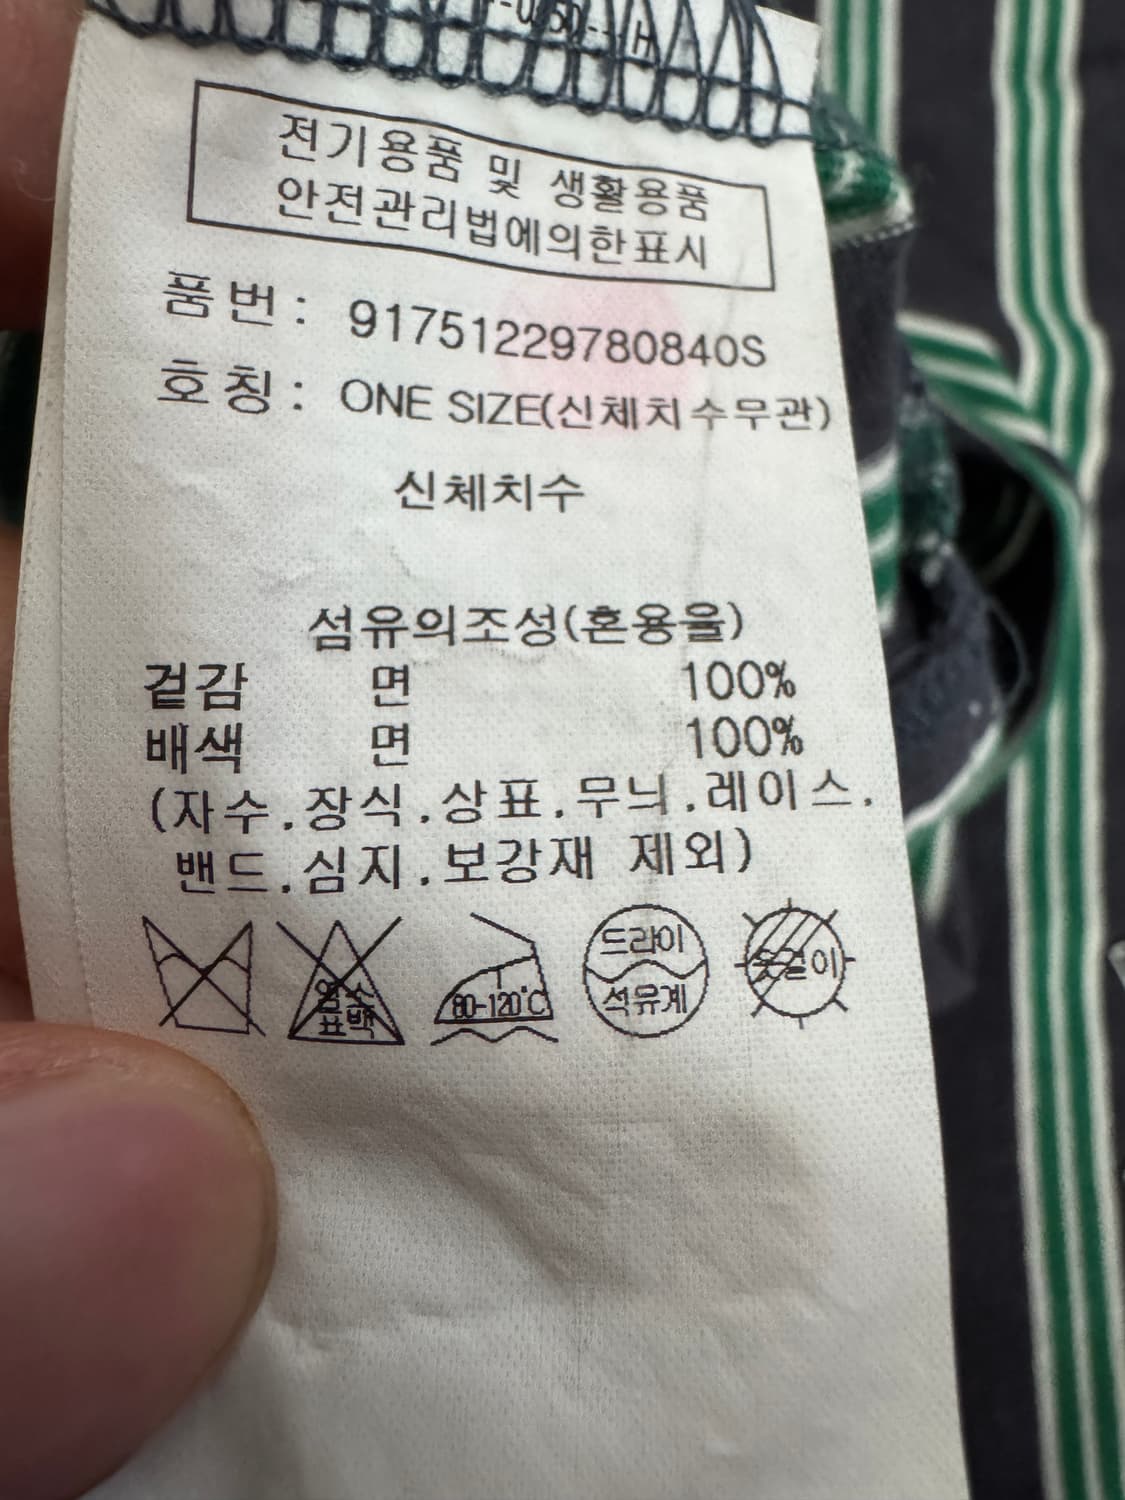 전기용품 및 생활용품
안전관리법에의한표시
품번: 91751229780840S
호칭: ONE SIZE(신체치수무관)
신체치수
섬유의조성(혼용율)
겉감 면 100%
배색 면 100%
(자수.장식.상표.무늬.레이스.
밴드.심지.보강재 제외)
염소
표백
80-120℃
드라이
석유계
옷걸이